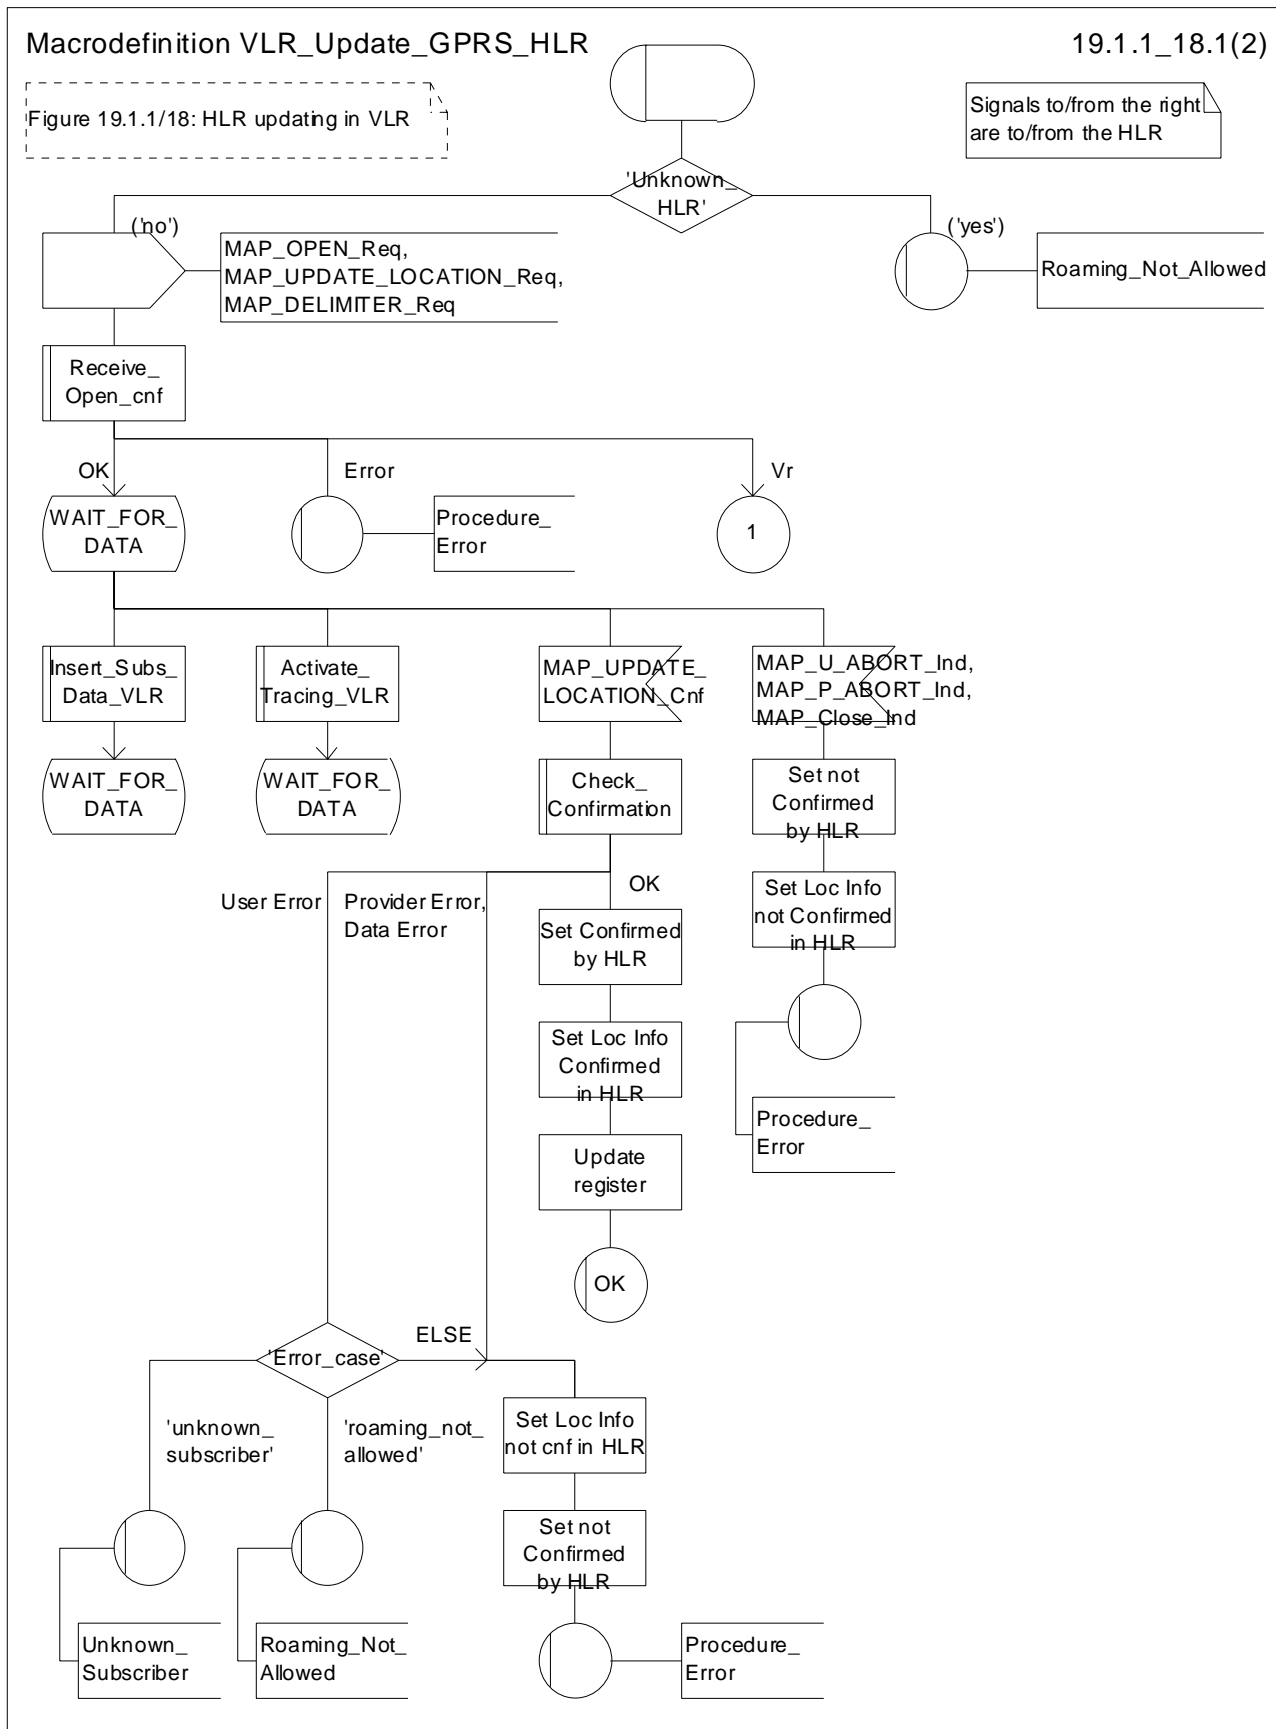 Macrodefinition VLR_Update_GPRS_HLR
19.1.1_18.1(2)
Figure 19.1.1/18: HLR updating in VLR
Signals to/from the right
are to/from the HLR
'Unknown_
HLR'
('no')
('yes')
MAP_OPEN_Req,
MAP_UPDATE_LOCATION_Req,
MAP_DELIMITER_Req
Roaming_Not_Allowed
Receive_
Open_cnf
OK
Error
Vr
WAIT_FOR_
DATA
Procedure_
Error
1
Insert_Subs_
Data_VLR
Activate_
Tracing_VLR
MAP_UPDATE_
LOCATION_Cnf
MAP_U_ABORT_Ind,
MAP_P_ABORT_Ind,
MAP_Close_Ind
WAIT_FOR_
DATA
WAIT_FOR_
DATA
Check_
Confirmation
Set not
Confirmed
by HLR
User Error
Provider Error,
Data Error
OK
Set Confirmed
by HLR
Set Loc Info
not Confirmed
in HLR
Set Loc Info
Confirmed
in HLR
Procedure_
Error
Update
register
OK
'Error_case'
ELSE
'unknown_
subscriber'
'roaming_not_
allowed'
Set Loc Info
not cnf in HLR
Set not
Confirmed
by HLR
Unknown_
Subscriber
Roaming_Not_
Allowed
Procedure_
Error